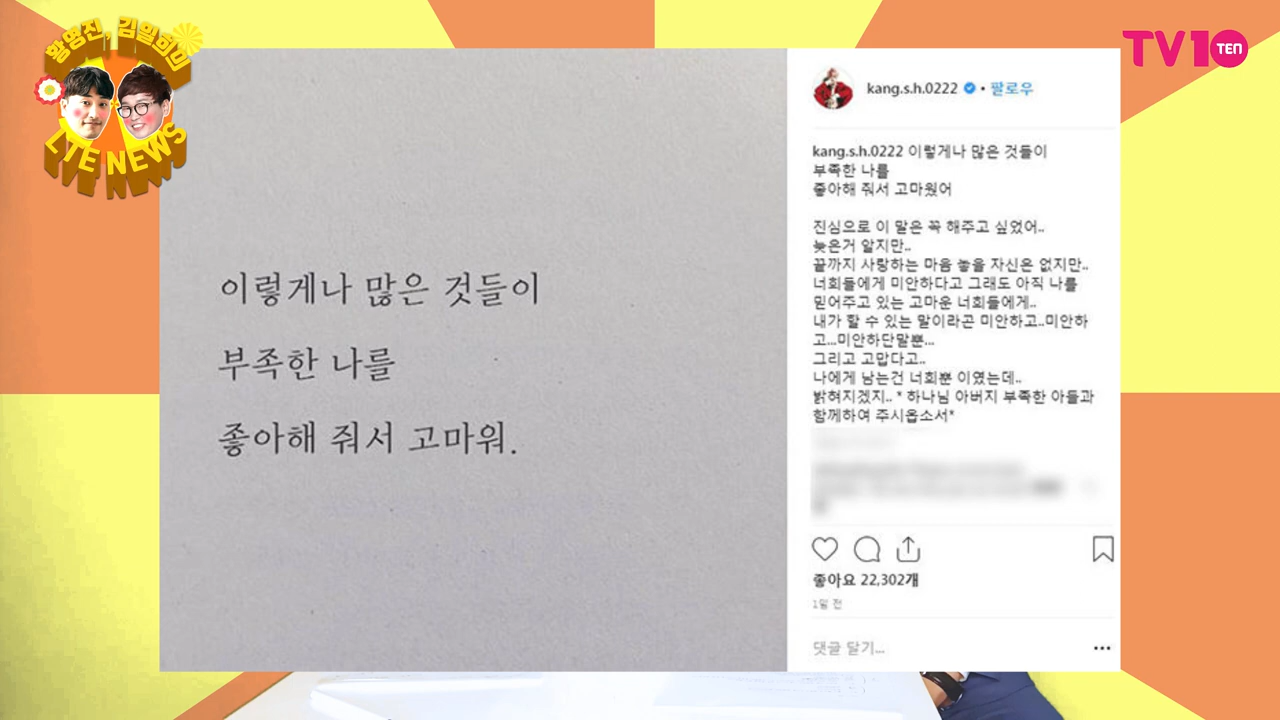 황영진, 김일희의
LTE NEWS
TV10
TEN
이렇게나 많은 것들이
부족한 나를
좋아해 줘서 고마워.
kang.s.h.0222 • 팔로우
kang.s.h.0222 이렇게나 많은 것들이
부족한 나를
좋아해 줘서 고마웠어
진심으로 이 말은 꼭 해주고 싶었어..
늦은거 알지만..
끝까지 사랑하는 마음 놓을 자신은 없지만..
너희들에게 미안하다고 그래도 아직 나를
믿어주고 있는 고마운 너희들에게..
내가 할 수 있는 말이라곤 미안하고..미안하
고...미안하단말뿐...
그리고 고맙다고..
나에게 남는건 너희뿐 이였는데..
밝혀지겠지.. * 하나님 아버지 부족한 아들과
함께하여 주시옵소서*
좋아요 22,302개
1일 전
댓글 달기...